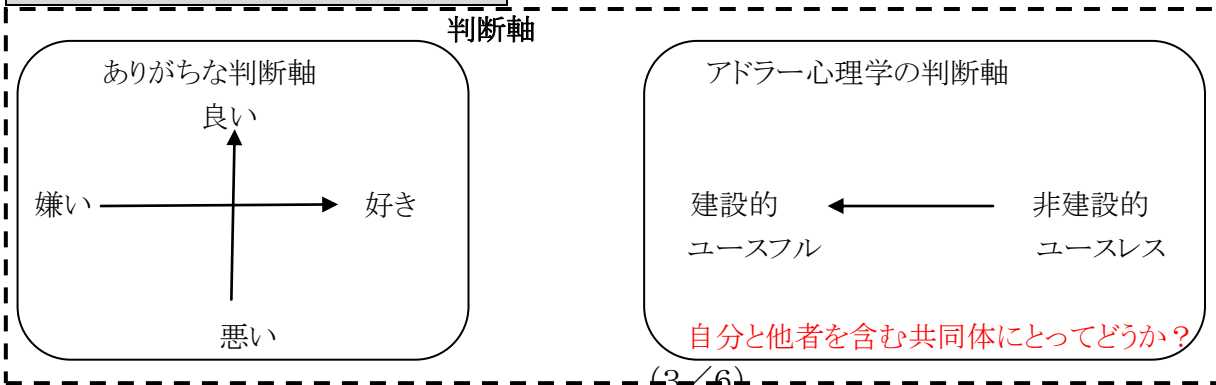 判断軸
ありがちな判断軸
良い
嫌い
好き
悪い
アドラー心理学の判断軸
建設的
非建設的
ユースフル
ユースレス
自分と他者を含む共同体にとってどうか？
(3／6)